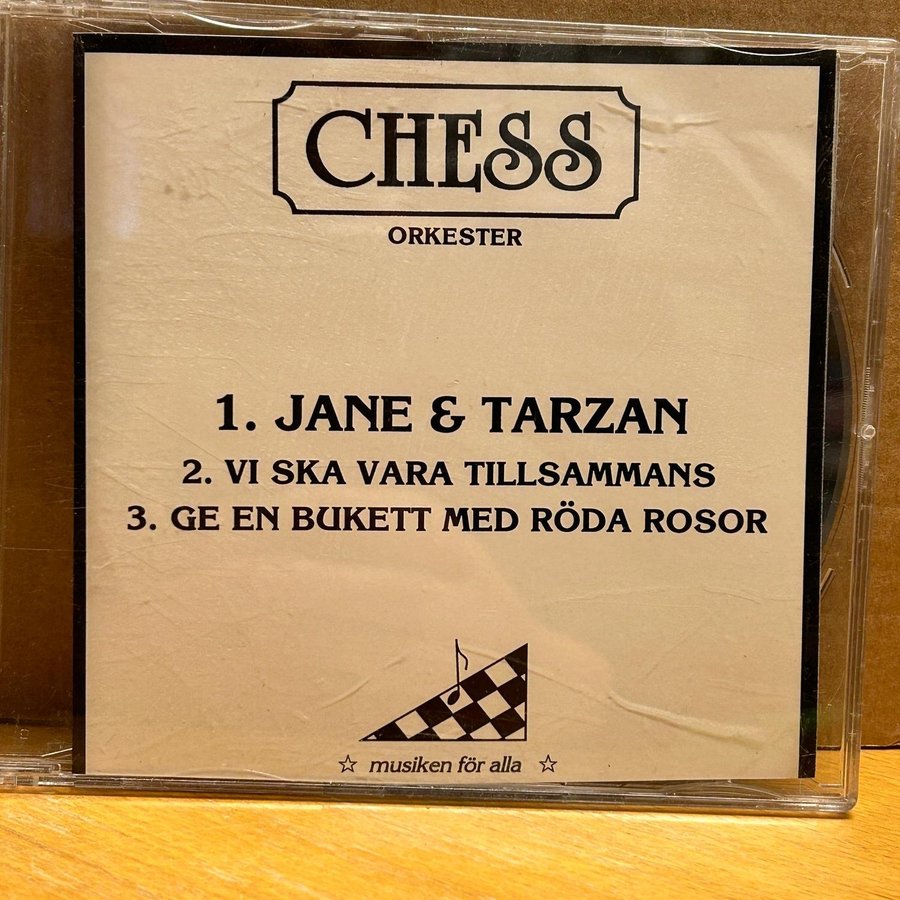 CHESS
ORKESTER
1. JANE & TARZAN
2. VI SKA VARA TILLSAMMANS
3. GE EN BUKETT MED RÖDA ROSOR
☆ musiken för alla ☆